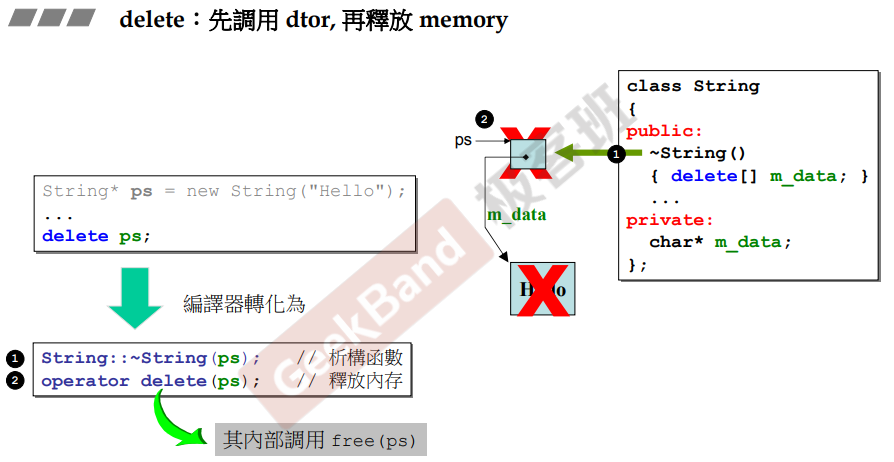 delete：先調用 dtor, 再釋放 memory
String* ps = new String("Hello");
...
delete ps;
編譯器轉化為
1 String::~String(ps); // 析構函數
2 operator delete(ps); // 釋放內存
其內部調用 free(ps)
2
ps
m_data
Hello
1
class String
{
public:
~String()
{ delete[] m_data; }
...
private:
char* m_data;
};
GeekBand 极客班